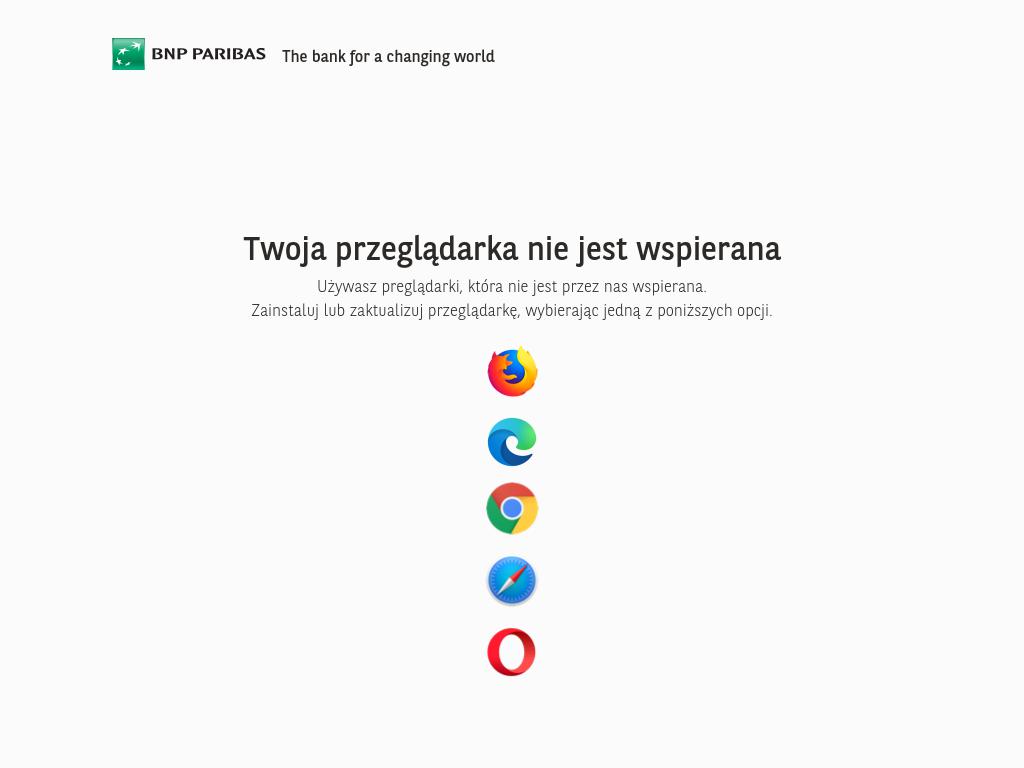 BNP PARIBAS The bank for a changing world
Twoja przeglądarka nie jest wspierana
Używasz preglądarki, która nie jest przez nas wspierana.
Zainstaluj lub zaktualizuj przeglądarkę, wybierając jedną z poniższych opcji.